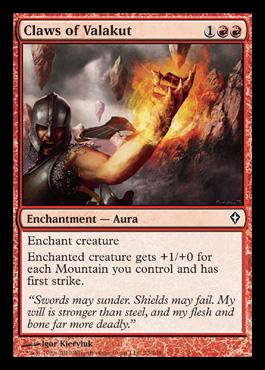 Claws of Valakut 1
Enchantment — Aura
Enchant creature
Enchanted creature gets +1/+0 for
each Mountain you control and has
first strike.
“Swords may sunder. Shields may fail. My
will is stronger than steel, and my flesh and
bone far more deadly.”
Igor Kieryluk